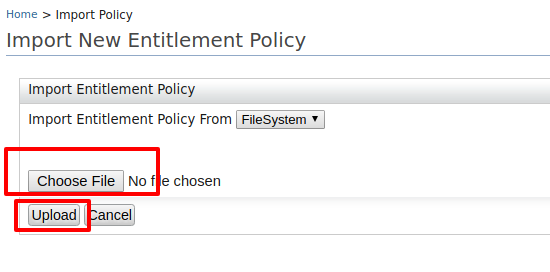 Home > Import Policy
Import New Entitlement Policy
Import Entitlement Policy
Import Entitlement Policy From FileSystem ▼
Choose File No file chosen
Upload Cancel